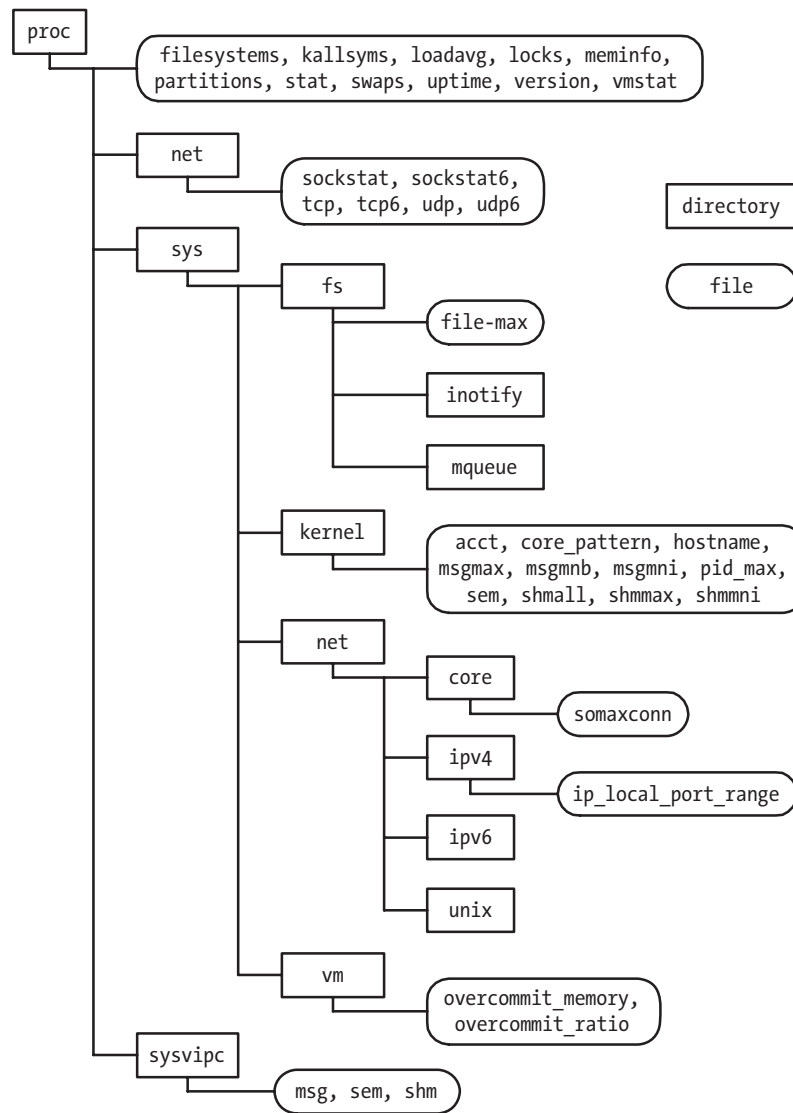 proc
filesystems, kallsyms, loadavg, locks, meminfo,
partitions, stat, swaps, uptime, version, vmstat
net
sockstat, sockstat6,
tcp, tcp6, udp, udp6
directory
sys
fs
file
file-max
inotify
mqueue
kernel
acct, core_pattern, hostname,
msgmax, msgmnb, msgmni, pid_max,
sem, shmall, shmmax, shmmni
net
core
somaxconn
ipv4
ip_local_port_range
ipv6
unix
vm
overcommit_memory,
overcommit_ratio
sysvipc
msg, sem, shm